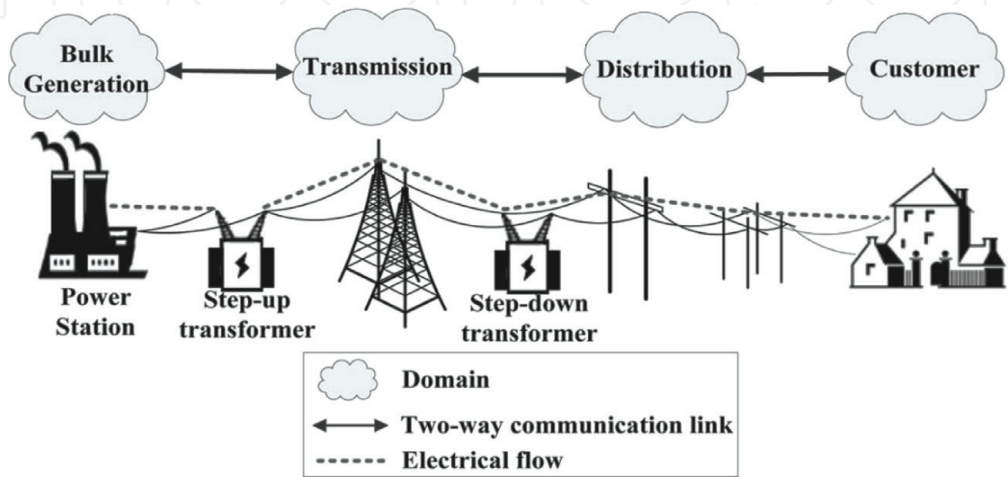 Bulk
Generation
Transmission
Distribution
Customer
Power
Station
Step-up
transformer
Step-down
transformer
Domain
Two-way communication link
Electrical flow